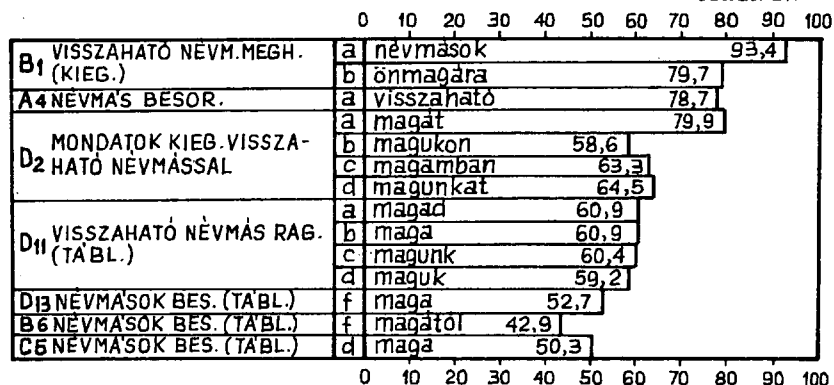 0 10 20 30 40 50 60 70 80 90 100
B1 VISSZAHATÓ NÉVM.MEGH. a névmások 93,4
(KIEG.) b önmagára 79,7
A4 NÉVMÁS BESOR. a visszaható 78,7
a magát 79,9
D2 MONDATOK KIEG.VISSZA- b magukon 58,6
HATÓ NÉVMÁSSAL c magamban 63,3
d magunkat 64,5
a magad 60,9
D11 VISSZAHATÓ NÉVMÁS RAG. b maga 60,9
(TÁBL.) c magunk 60,4
d maguk 59,2
D13 NÉVMÁSOK BES. (TÁBL.) f maga 52,7
B6 NÉVMÁSOK BES. (TÁBL.) f magától 42,9
C5 NÉVMÁSOK BES. (TÁBL.) d maga 50,3
0 10 20 30 40 50 60 70 80 90 100